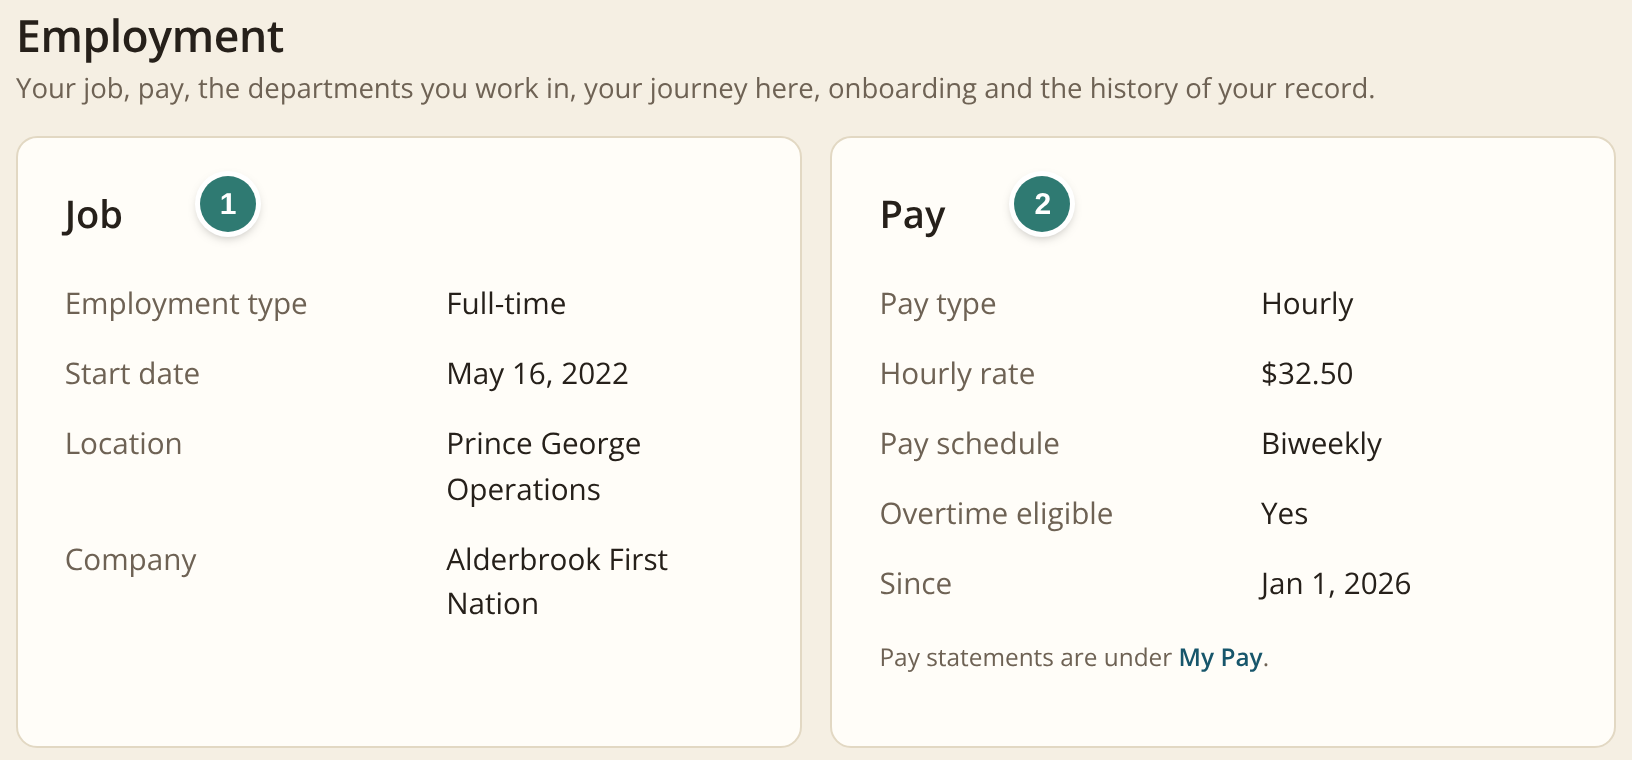 Employment
Your job, pay, the departments you work in, your journey here, onboarding and the history of your record.
Job
1
Employment type
Full-time
Start date
May 16, 2022
Location
Prince George
Operations
Company
Alderbrook First
Nation
Pay
2
Pay type
Hourly
Hourly rate
$32.50
Pay schedule
Biweekly
Overtime eligible
Yes
Since
Jan 1, 2026
Pay statements are under My Pay.